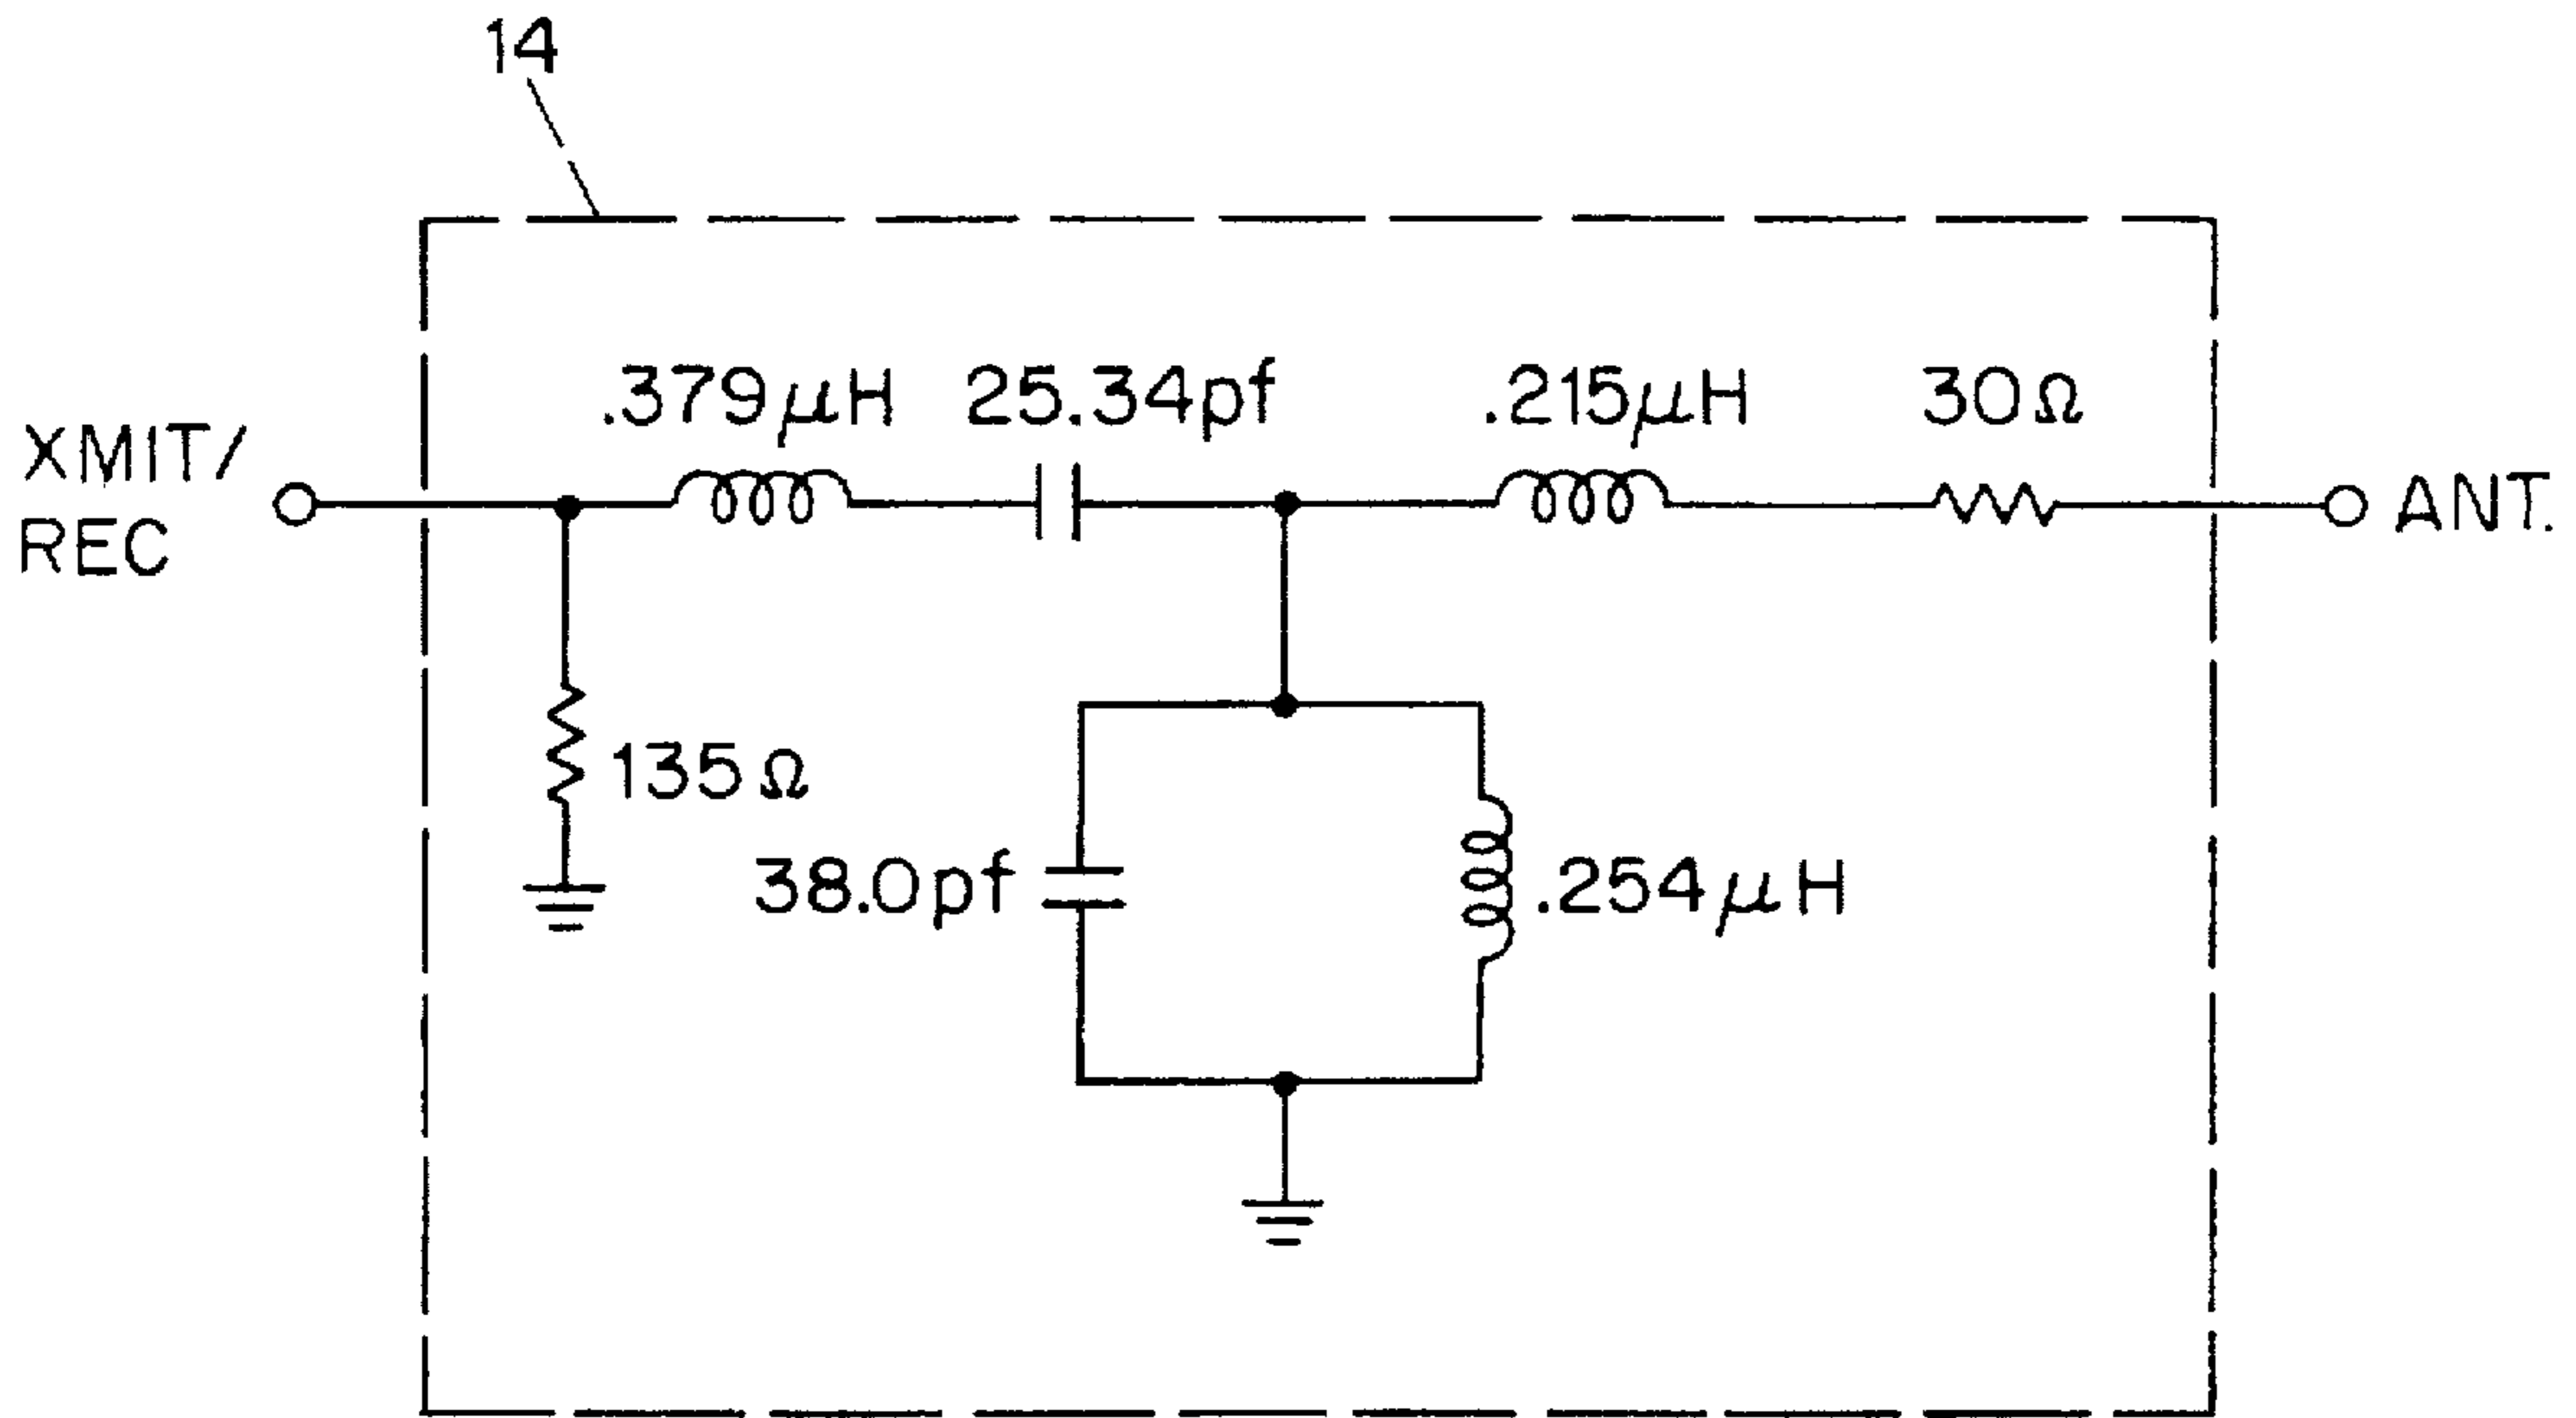 14
.379μH 25.34pf .215μH 30Ω
XMIT/
REC
ANT.
135Ω
38.0pf .254μH